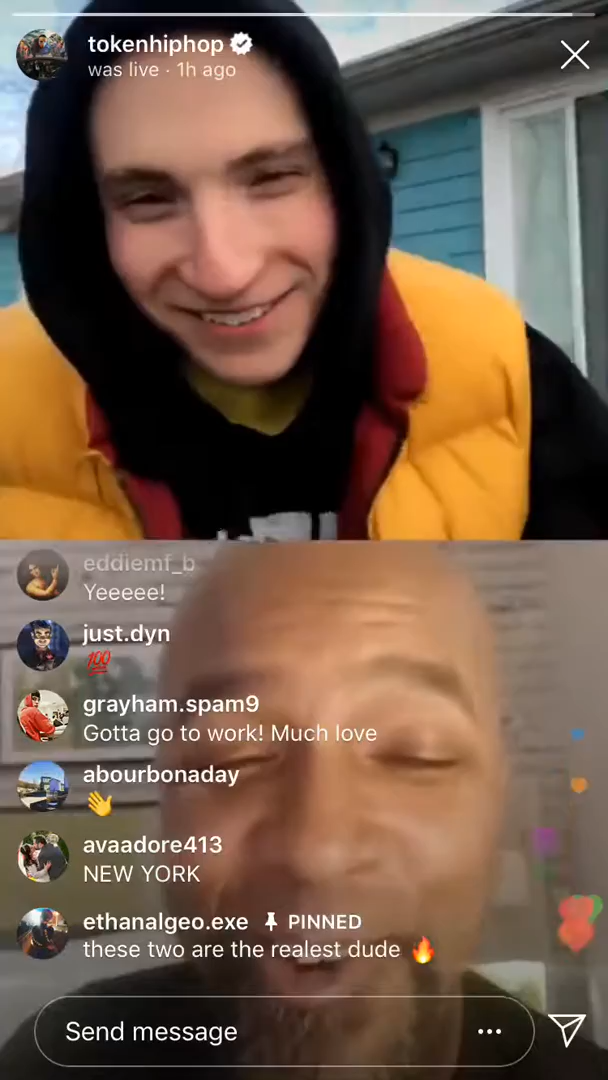 tokenhiphop
was live · 1h ago
eddiemf_b
Yeeeee!
just.dyn
💯
grayham.spam9
Gotta go to work! Much love
abourbonaday
👋
avaadore413
NEW YORK
ethanalgeo.exe PINNED
these two are the realest dude 🔥
Send message